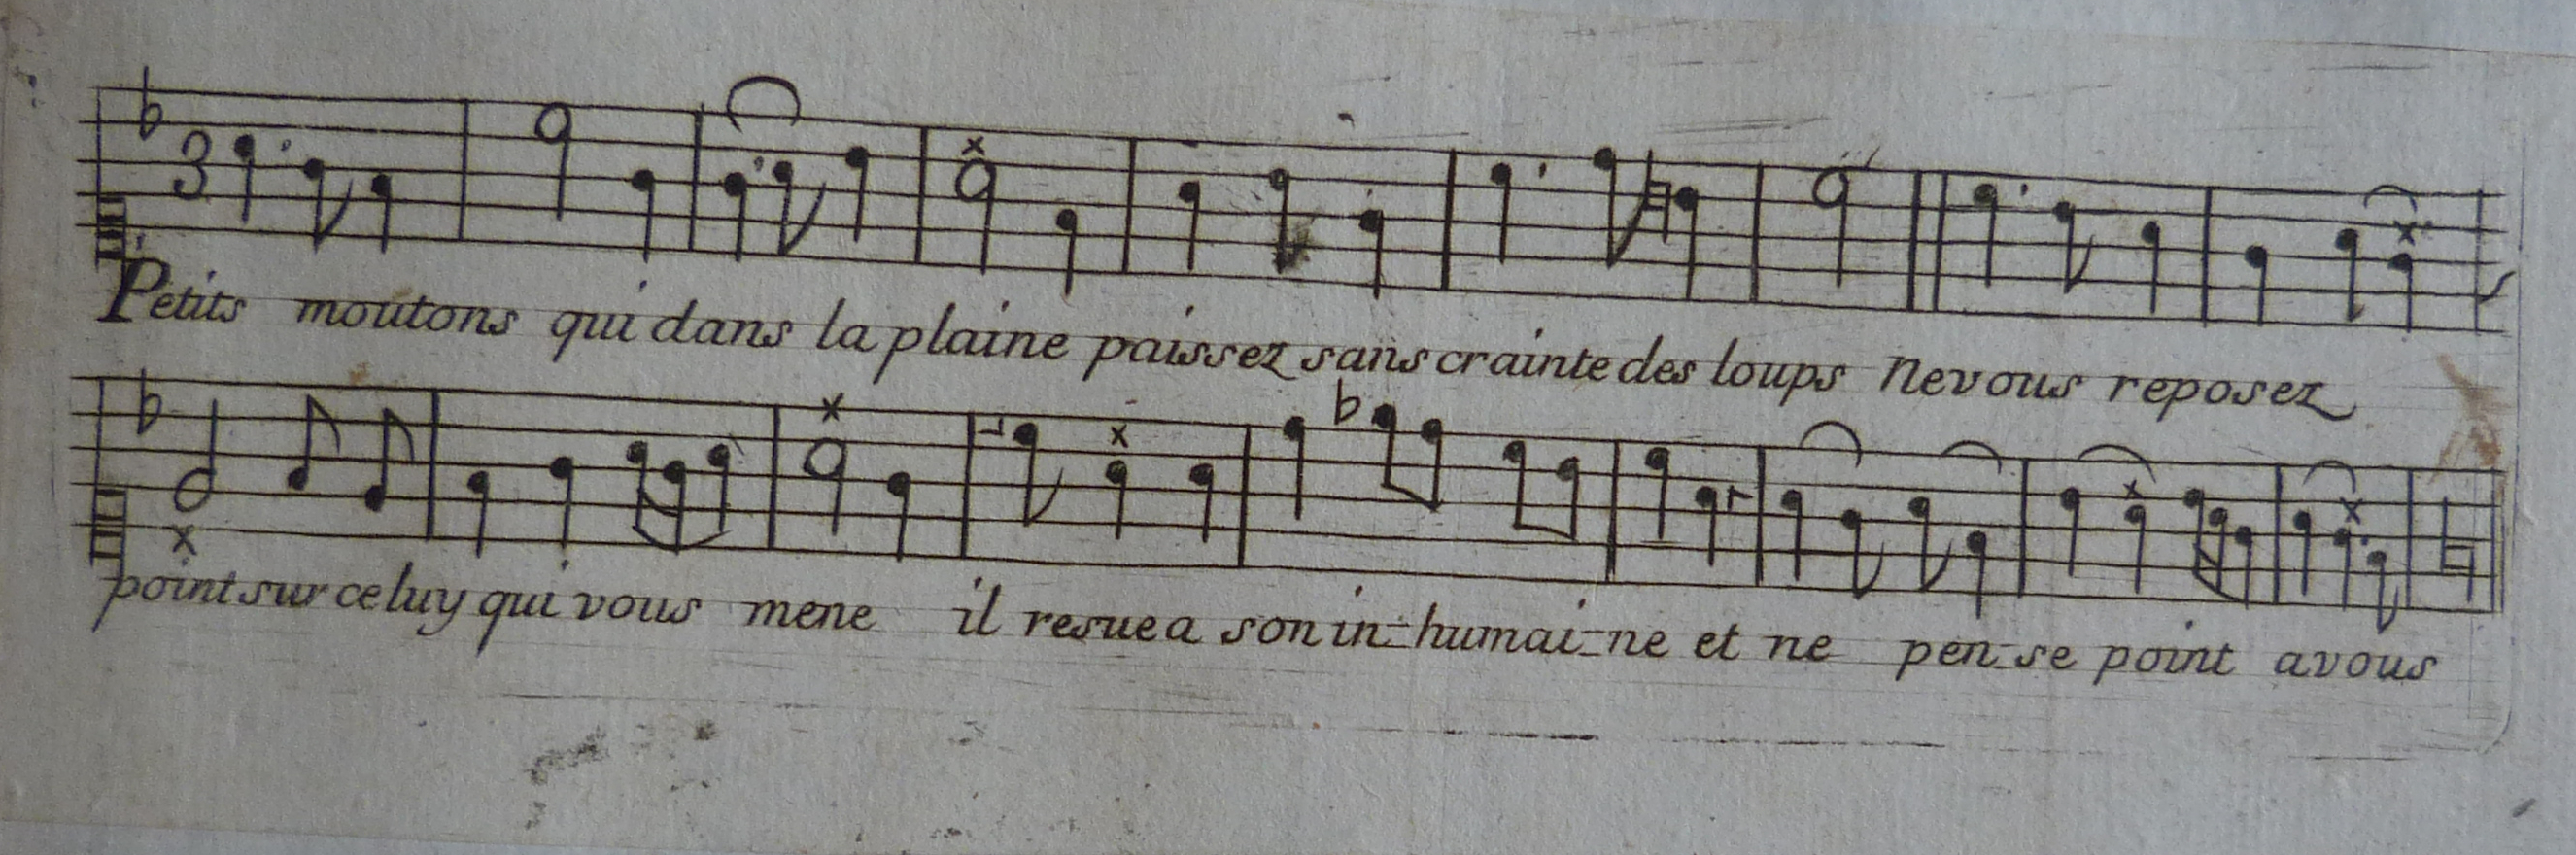 3
Petits moutons qui dans la plaine paissez sans crainte des loups Ne vous reposez
point sur celuy qui vous mene il resue a son in-humai-ne et ne pen-se point a vous